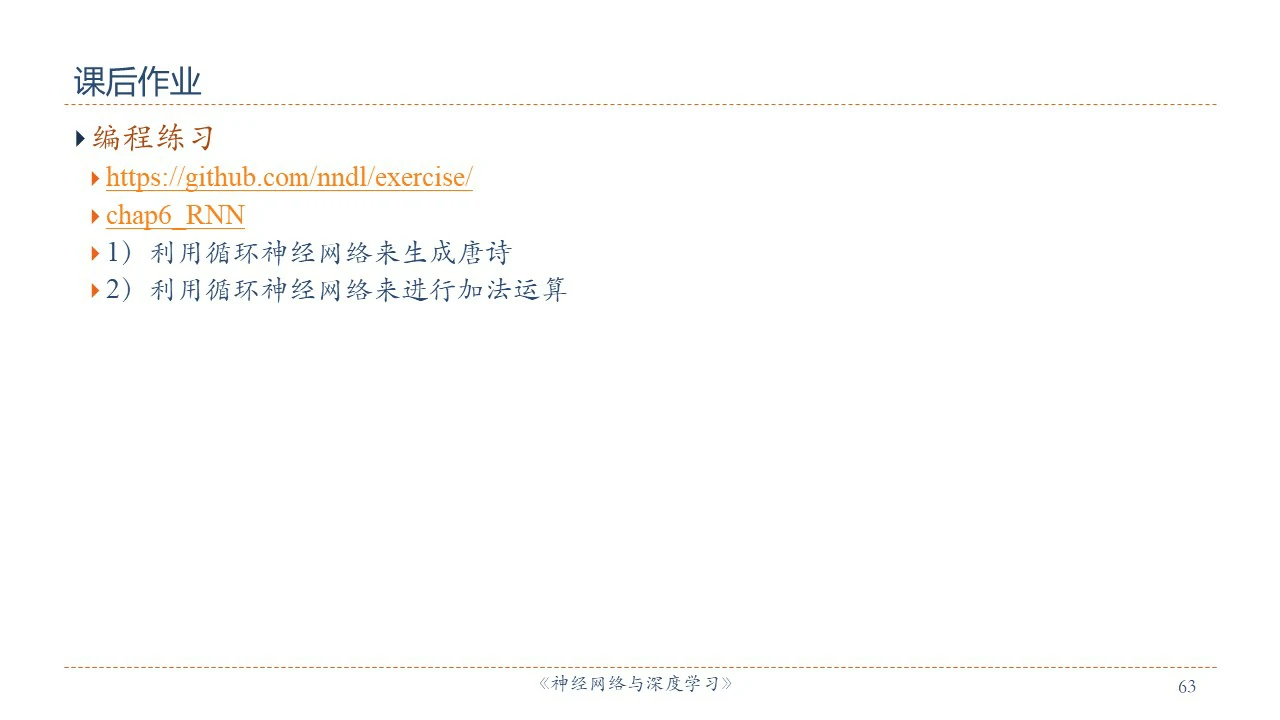 课后作业
编程练习
https://github.com/nndl/exercise/
chap6_RNN
1）利用循环神经网络来生成唐诗
2）利用循环神经网络来进行加法运算
《神经网络与深度学习》
63